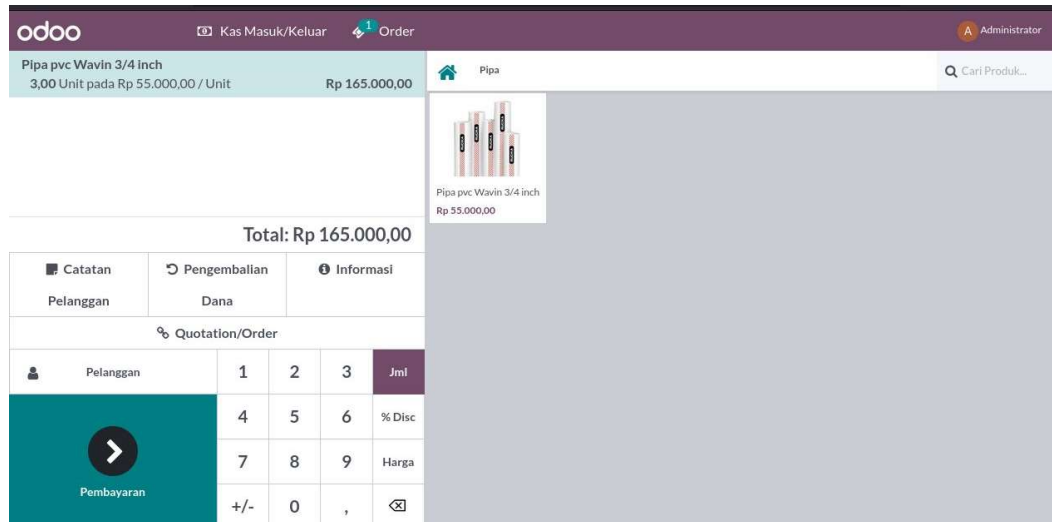 odoo
Kas Masuk/Keluar
1
Order
A
Administrator
Pipa pvc Wavin 3/4 inch
3,00 Unit pada Rp 55.000,00 / Unit Rp 165.000,00
Pipa
Cari Produk...
Pipa pvc Wavin 3/4 inch
Rp 55.000,00
Total: Rp 165.000,00
Catatan
Pelanggan
Pengembalian
Dana
Informasi
Quotation/Order
Pelanggan
1 2 3 Jml
4 5 6 % Disc
7 8 9 Harga
Pembayaran
+/- 0 ,